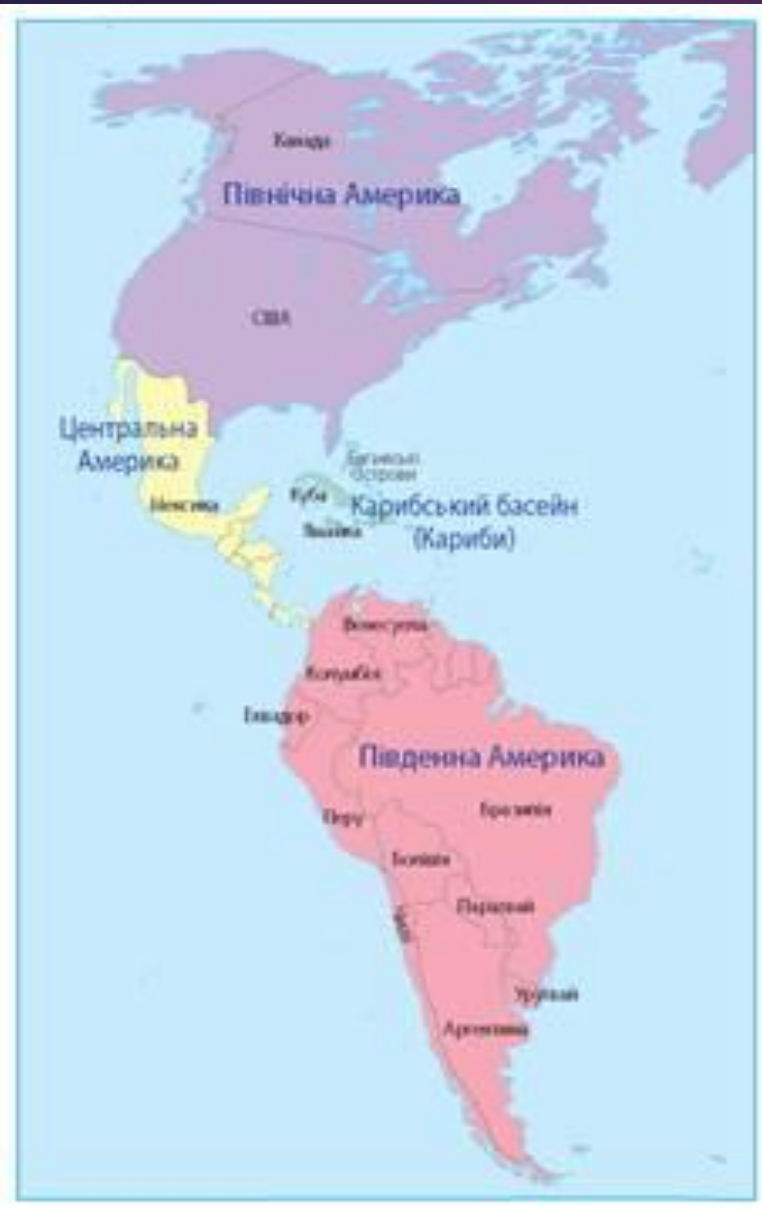 Канада
Північна Америка
США
Центральна
Америка
Мексика
Багамські
Острови
Куба
Карибський басейн
(Кариби)
Ямайка
Венесуела
Колумбія
Еквадор
Південна Америка
Бразилія
Перу
Болівія
Парагвай
Чилі
Уругвай
Аргентина